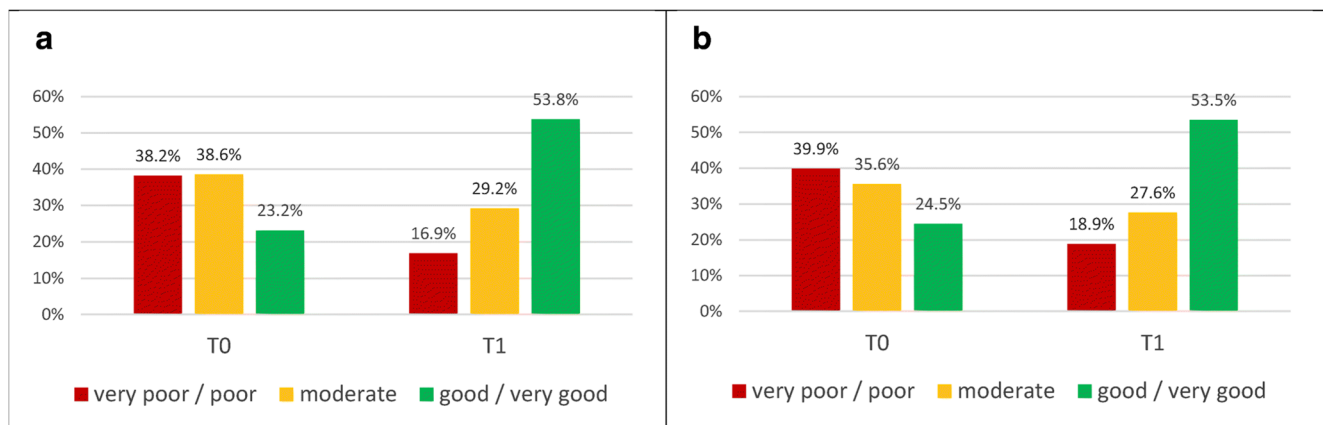 a
60%
50%
40%
30%
20%
10%
0%
38.2%
38.6%
23.2%
16.9%
29.2%
53.8%
T0
T1
very poor / poor
moderate
good / very good
b
60%
50%
40%
30%
20%
10%
0%
39.9%
35.6%
24.5%
18.9%
27.6%
53.5%
T0
T1
very poor / poor
moderate
good / very good